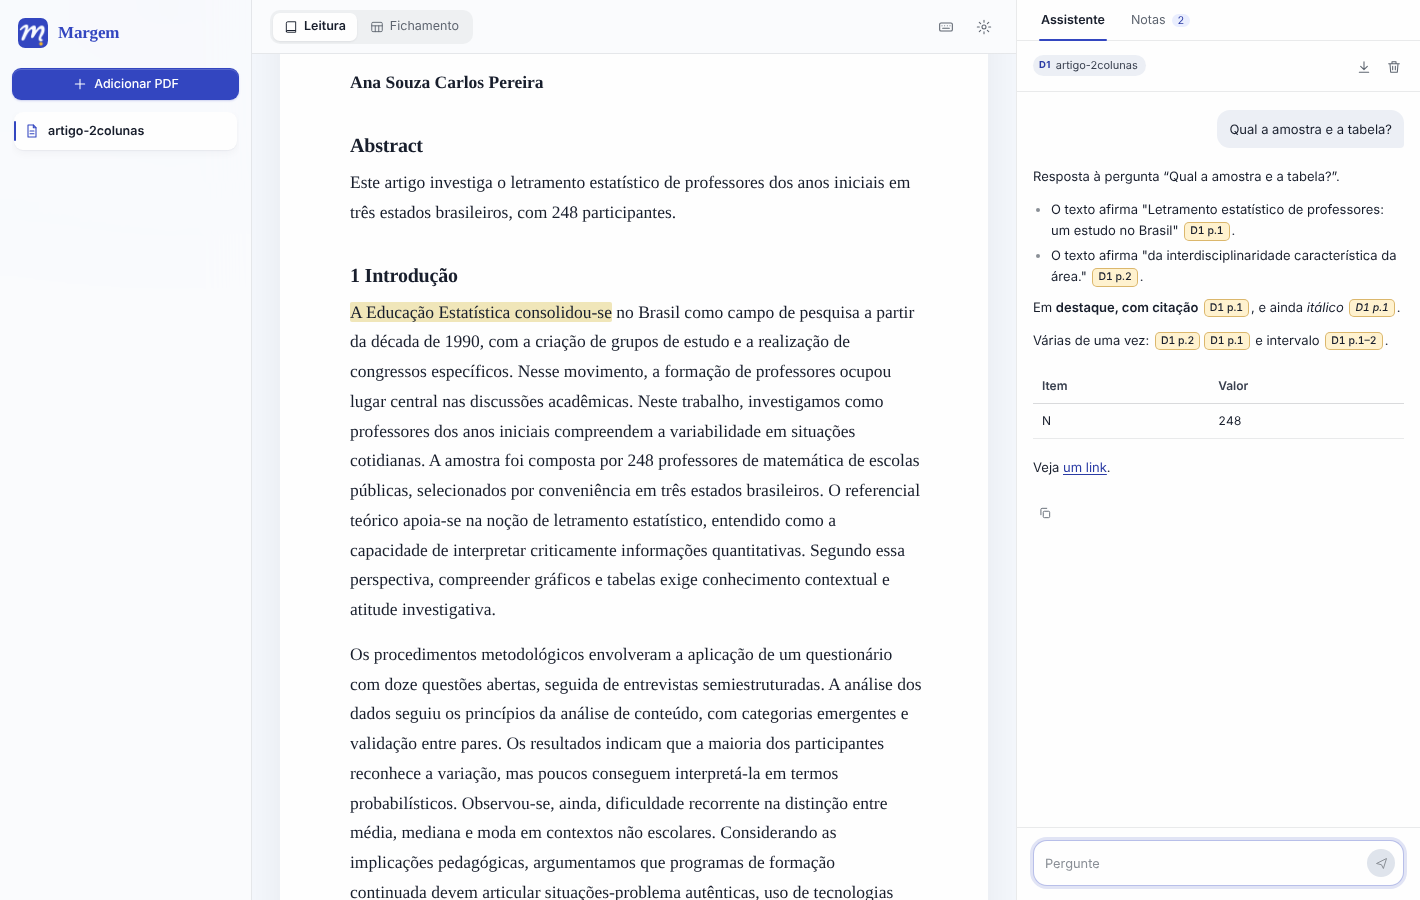 Margem
Adicionar PDF
artigo-2colunas
Leitura
Fichamento
Ana Souza Carlos Pereira
Abstract
Este artigo investiga o letramento estatístico de professores dos anos iniciais em
três estados brasileiros, com 248 participantes.
1 Introdução
A Educação Estatística consolidou-se no Brasil como campo de pesquisa a partir
da década de 1990, com a criação de grupos de estudo e a realização de
congressos específicos. Nesse movimento, a formação de professores ocupou
lugar central nas discussões acadêmicas. Neste trabalho, investigamos como
professores dos anos iniciais compreendem a variabilidade em situações
cotidianas. A amostra foi composta por 248 professores de matemática de escolas
públicas, selecionados por conveniência em três estados brasileiros. O referencial
teórico apoia-se na noção de letramento estatístico, entendido como a
capacidade de interpretar criticamente informações quantitativas. Segundo essa
perspectiva, compreender gráficos e tabelas exige conhecimento contextual e
atitude investigativa.
Os procedimentos metodológicos envolveram a aplicação de um questionário
com doze questões abertas, seguida de entrevistas semiestruturadas. A análise dos
dados seguiu os princípios da análise de conteúdo, com categorias emergentes e
validação entre pares. Os resultados indicam que a maioria dos participantes
reconhece a variação, mas poucos conseguem interpretá-la em termos
probabilísticos. Observou-se, ainda, dificuldade recorrente na distinção entre
média, mediana e moda em contextos não escolares. Considerando as
implicações pedagógicas, argumentamos que programas de formação
continuada devem articular situações-problema autênticas, uso de tecnologias
Assistente
Notas 2
D1 artigo-2colunas
Qual a amostra e a tabela?
Resposta à pergunta “Qual a amostra e a tabela?”.
• O texto afirma "Letramento estatístico de professores:
um estudo no Brasil" D1 p.1.
• O texto afirma "da interdisciplinaridade característica da
área." D1 p.2.
Em destaque, com citação D1 p.1, e ainda itálico D1 p.1.
Várias de uma vez: D1 p.2 D1 p.1 e intervalo D1 p.1–2.
Item Valor
N 248
Veja um link.
Pergunte